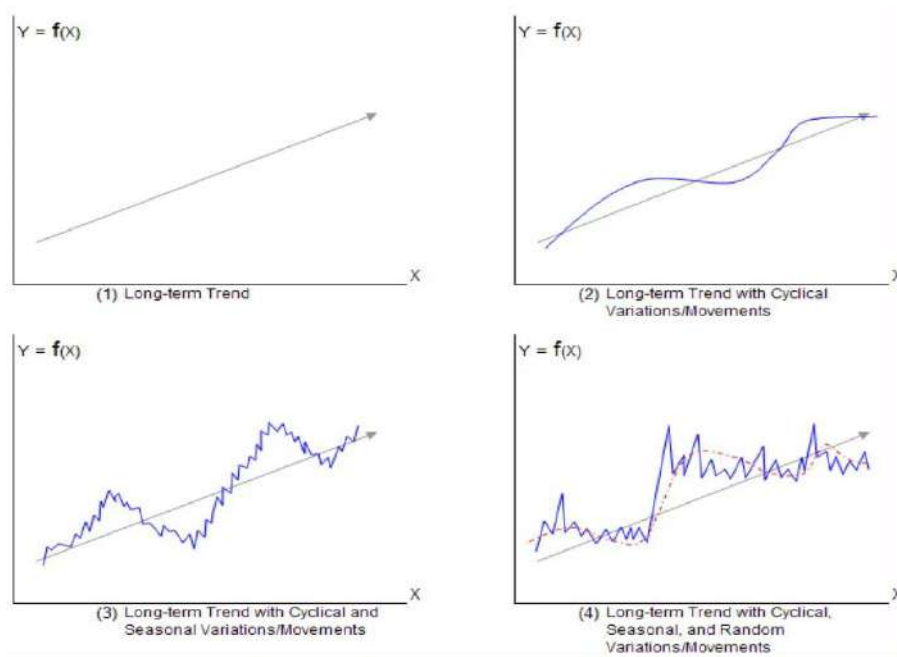 Y = f(X)
X
(1) Long-term Trend
Y = f(X)
X
(2) Long-term Trend with Cyclical
Variations/Movements
Y = f(X)
X
(3) Long-term Trend with Cyclical and
Seasonal Variations/Movements
Y = f(X)
X
(4) Long-term Trend with Cyclical,
Seasonal, and Random
Variations/Movements